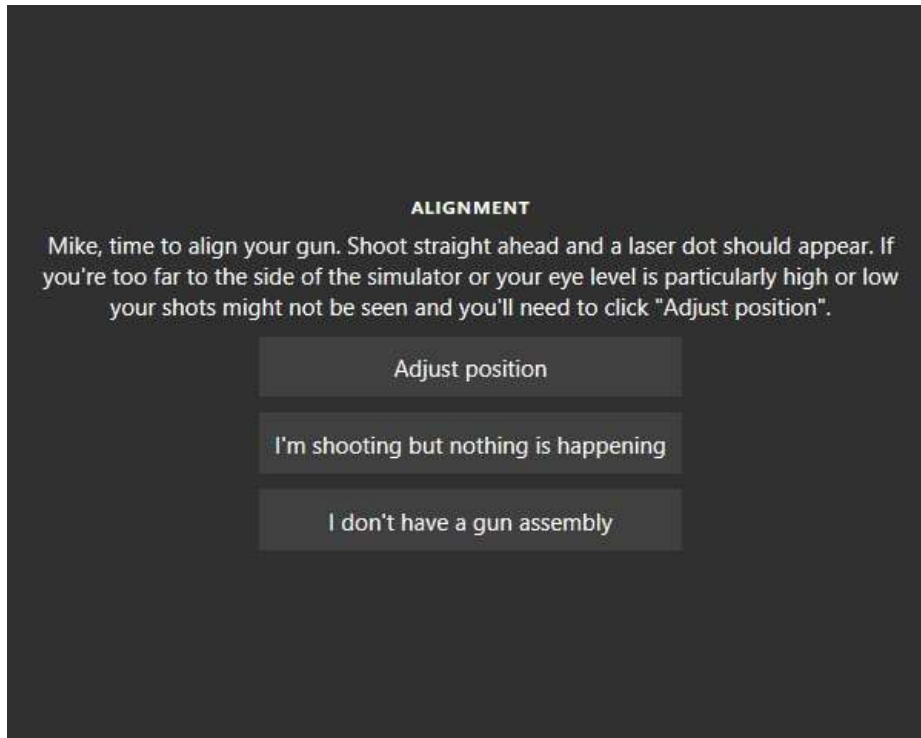 ALIGNMENT
Mike, time to align your gun. Shoot straight ahead and a laser dot should appear. If
you're too far to the side of the simulator or your eye level is particularly high or low
your shots might not be seen and you'll need to click "Adjust position".
Adjust position
I'm shooting but nothing is happening
I don't have a gun assembly